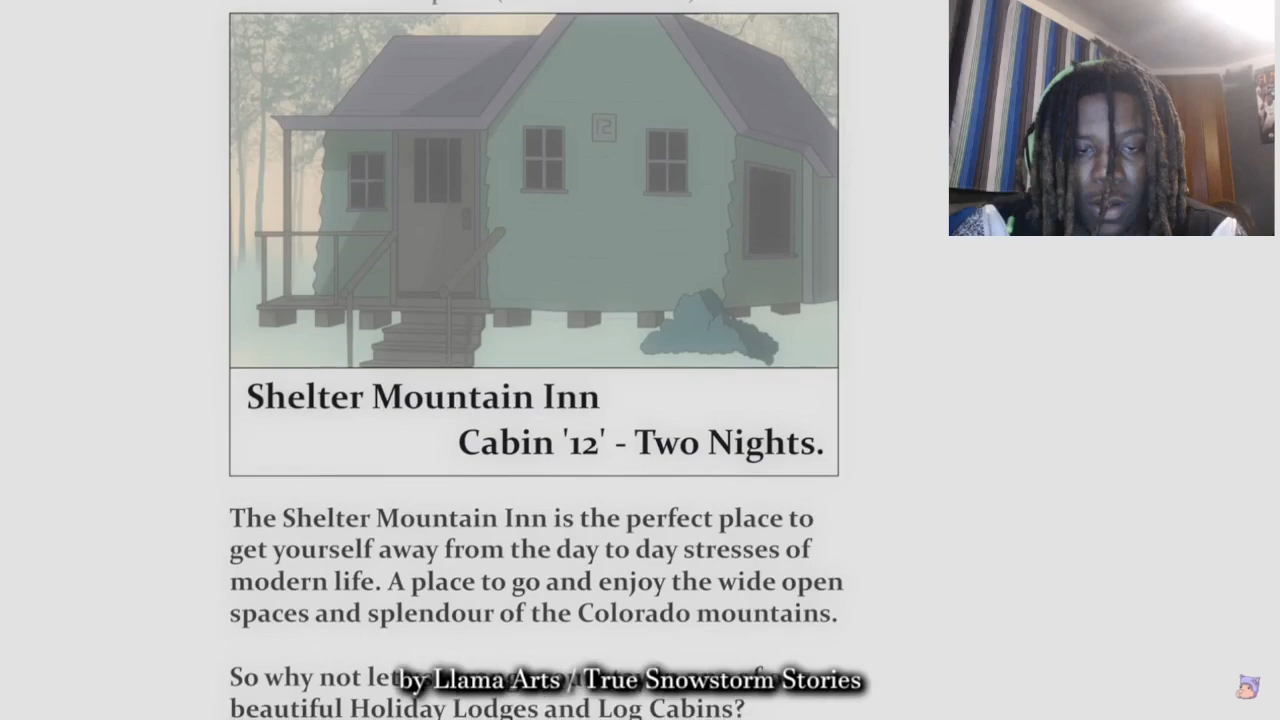 12
Shelter Mountain Inn
Cabin '12' - Two Nights.
The Shelter Mountain Inn is the perfect place to
get yourself away from the day to day stresses of
modern life. A place to go and enjoy the wide open
spaces and splendour of the Colorado mountains.
So why not let
by Llama Arts / True Snowstorm Stories
beautiful Holiday Lodges and Log Cabins?